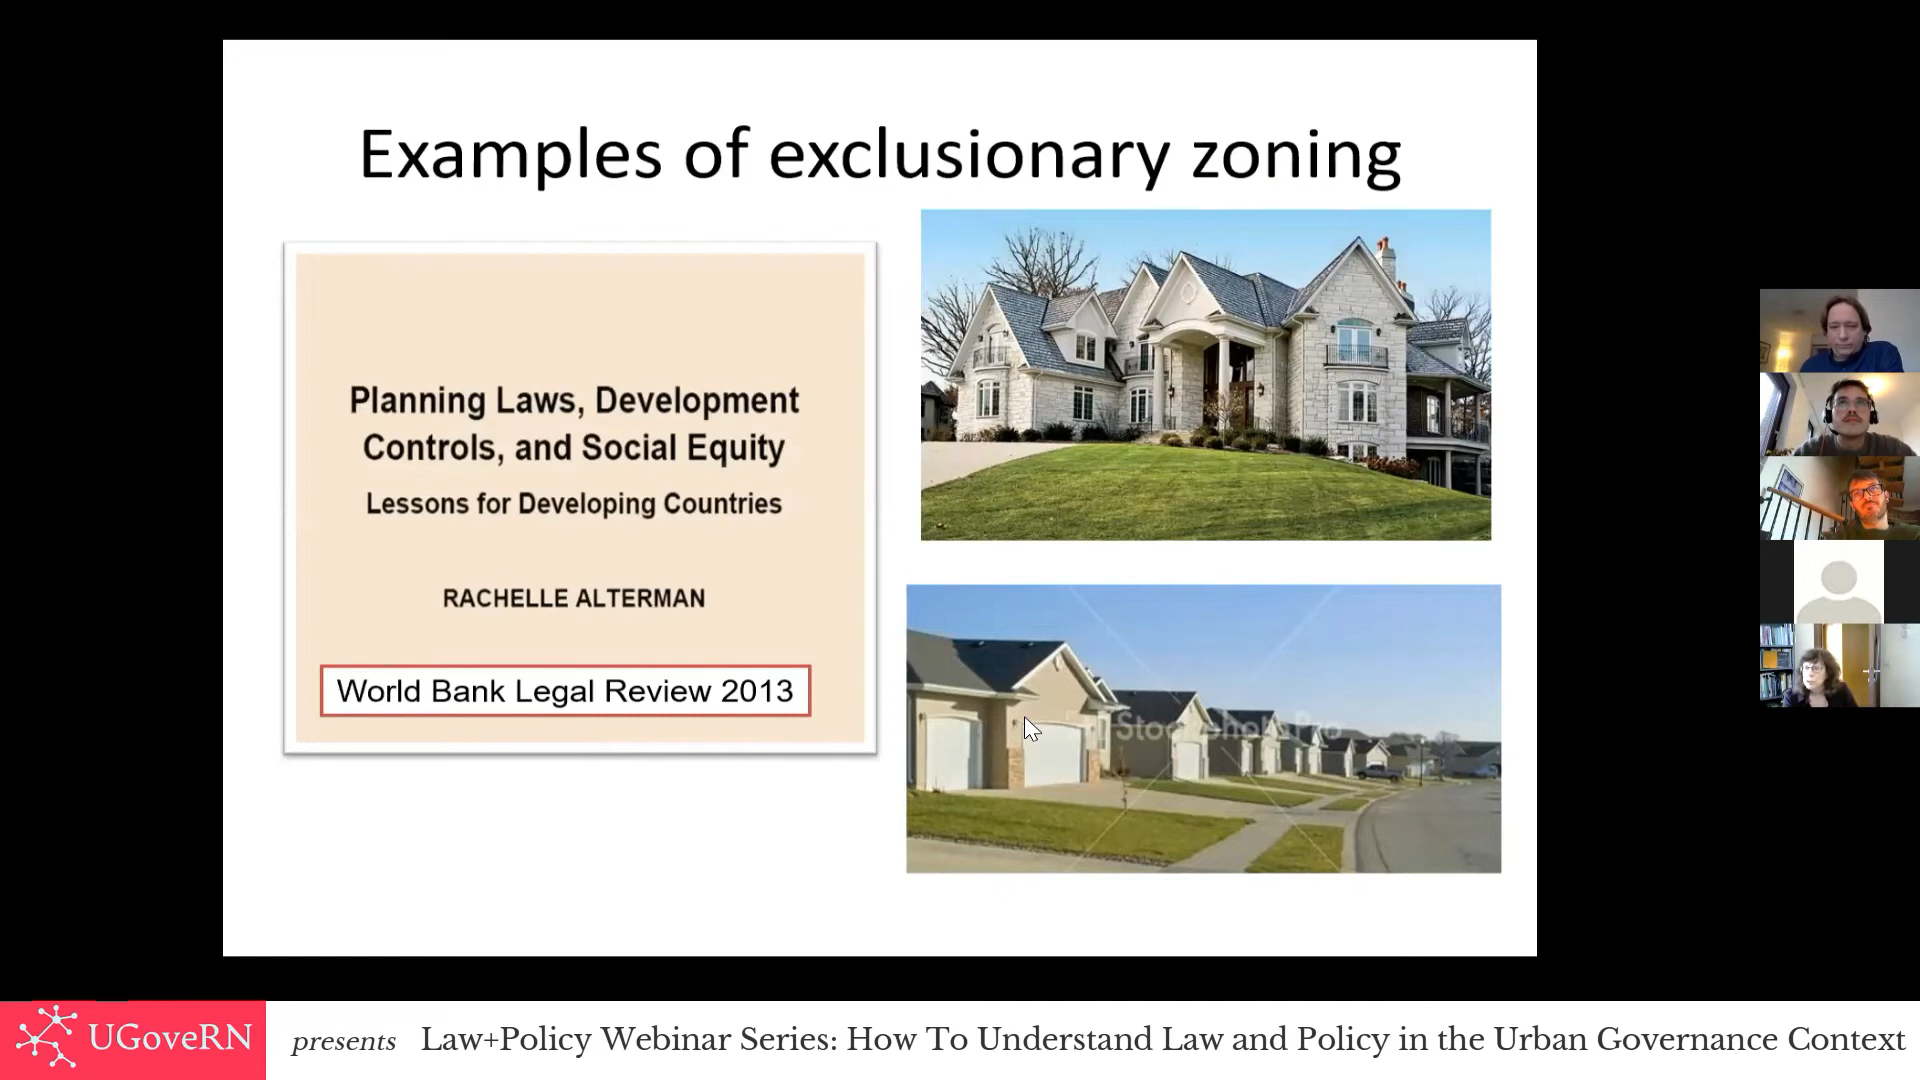 Examples of exclusionary zoning
Planning Laws, Development
Controls, and Social Equity
Lessons for Developing Countries
RACHELLE ALTERMAN
World Bank Legal Review 2013
UGoveRN
presents Law+Policy Webinar Series: How To Understand Law and Policy in the Urban Governance Context